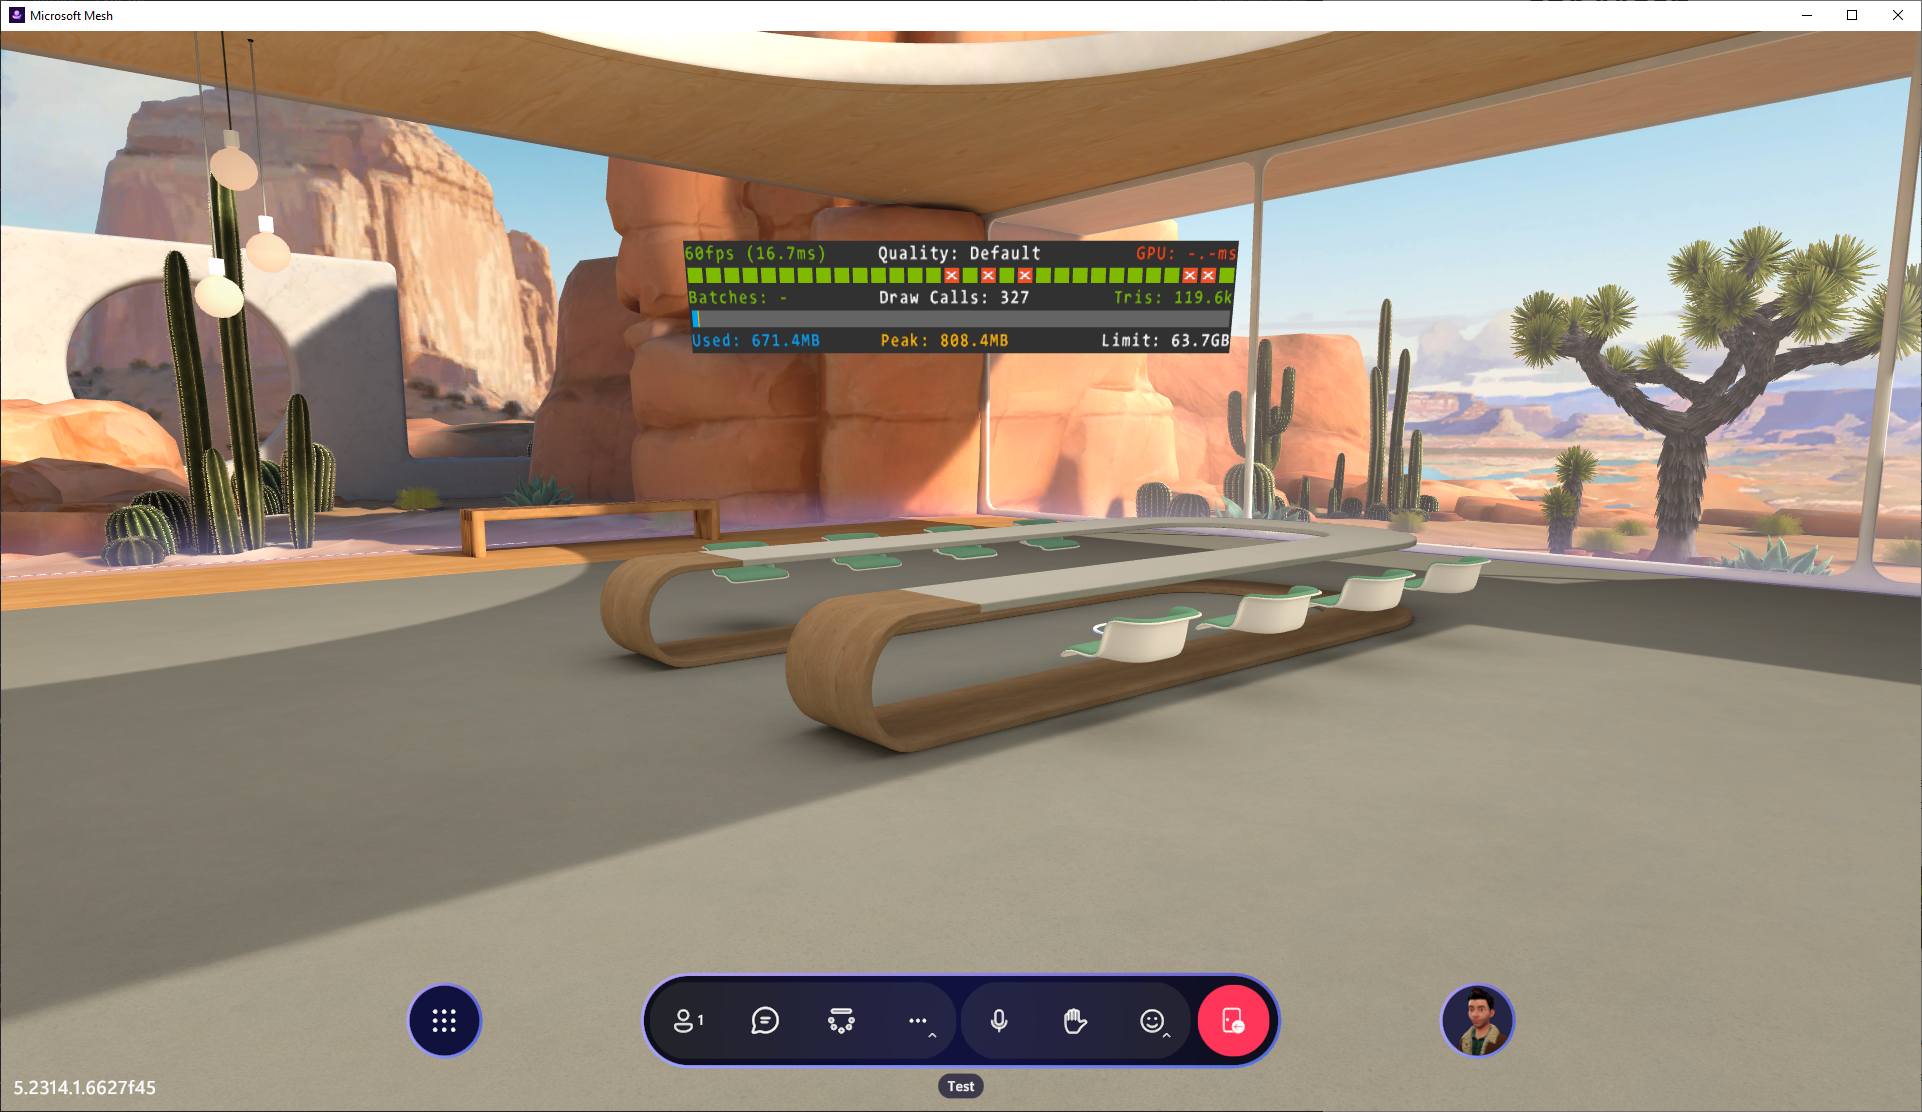 Microsoft Mesh
60fps (16.7ms) Quality: Default GPU: -.-ms
Batches: - Draw Calls: 327 Tris: 119.6k
Used: 671.4MB Peak: 808.4MB Limit: 63.7GB
1
Test
5.2314.1.6627f45